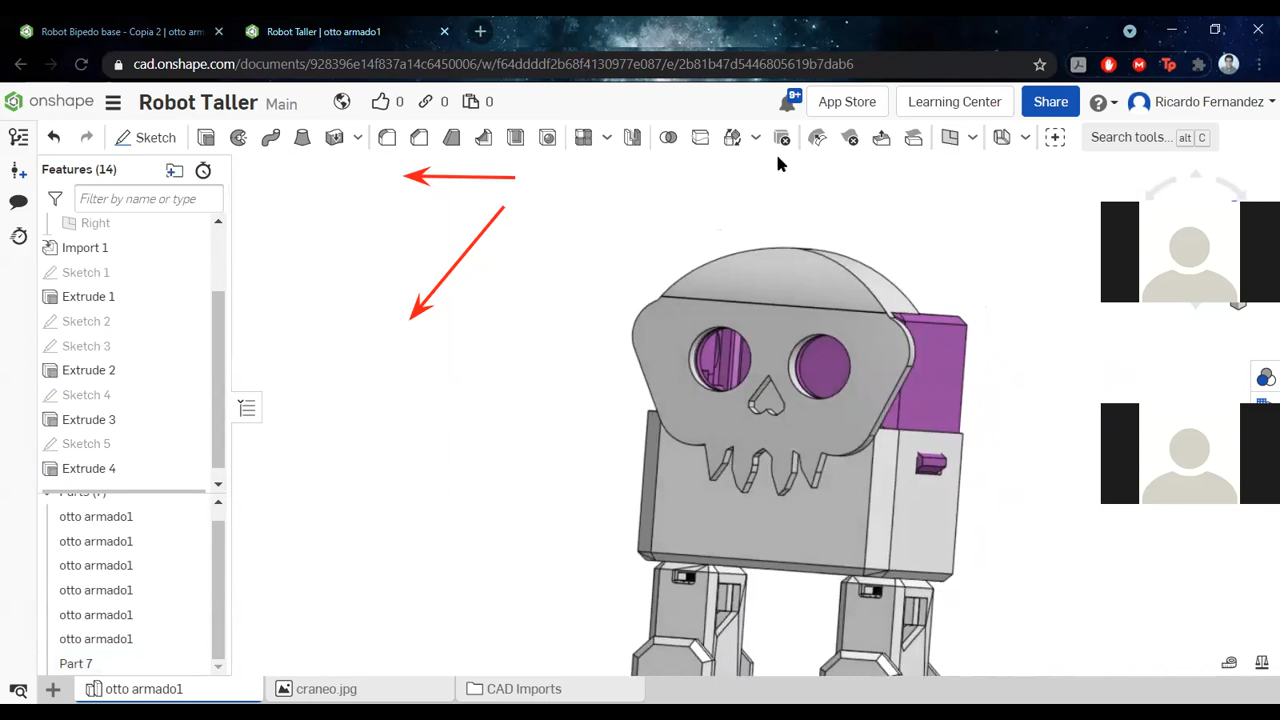 Robot Bipedo base - Copia 2 | otto arm
Robot Taller | otto armado1
cad.onshape.com/documents/928396e14f837a14c6450006/w/f64ddddf2b68f4130977e087/e/2b81b47d5446805619b7dab6
onshape
Robot Taller Main
0
0
0
9+
App Store
Learning Center
Share
Ricardo Fernandez
Sketch
Search tools... alt C
Features (14)
Filter by name or type
Right
Import 1
Sketch 1
Extrude 1
Sketch 2
Sketch 3
Extrude 2
Sketch 4
Extrude 3
Sketch 5
Extrude 4
Parts (7)
otto armado1
otto armado1
otto armado1
otto armado1
otto armado1
otto armado1
Part 7
otto armado1
craneo.jpg
CAD Imports